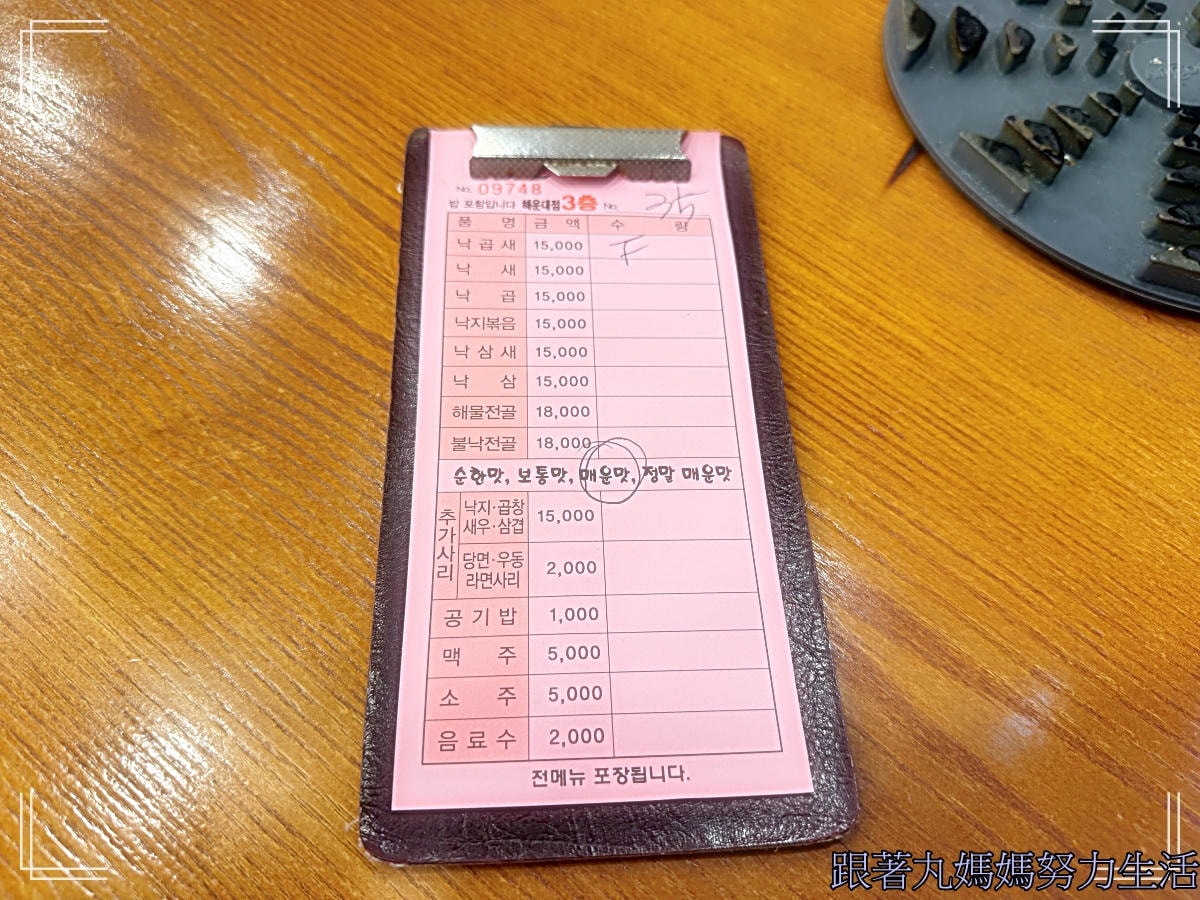 No. 09748
밥 포함입니다 해운대점 3층 No. 35
품 명 금 액 수 량
낙 곱 새 15,000 ㅜ
낙 새 15,000
낙 곱 15,000
낙지볶음 15,000
낙 삼 새 15,000
낙 삼 15,000
해물전골 18,000
불낙전골 18,000
순한맛, 보통맛, 매운맛, 정말 매운맛
추가사리
낙지·곱창
새우·삼겹
15,000
당면·우동
라면사리
2,000
공 기 밥 1,000
맥 주 5,000
소 주 5,000
음 료 수 2,000
전메뉴 포장됩니다.
跟著九媽媽努力生活